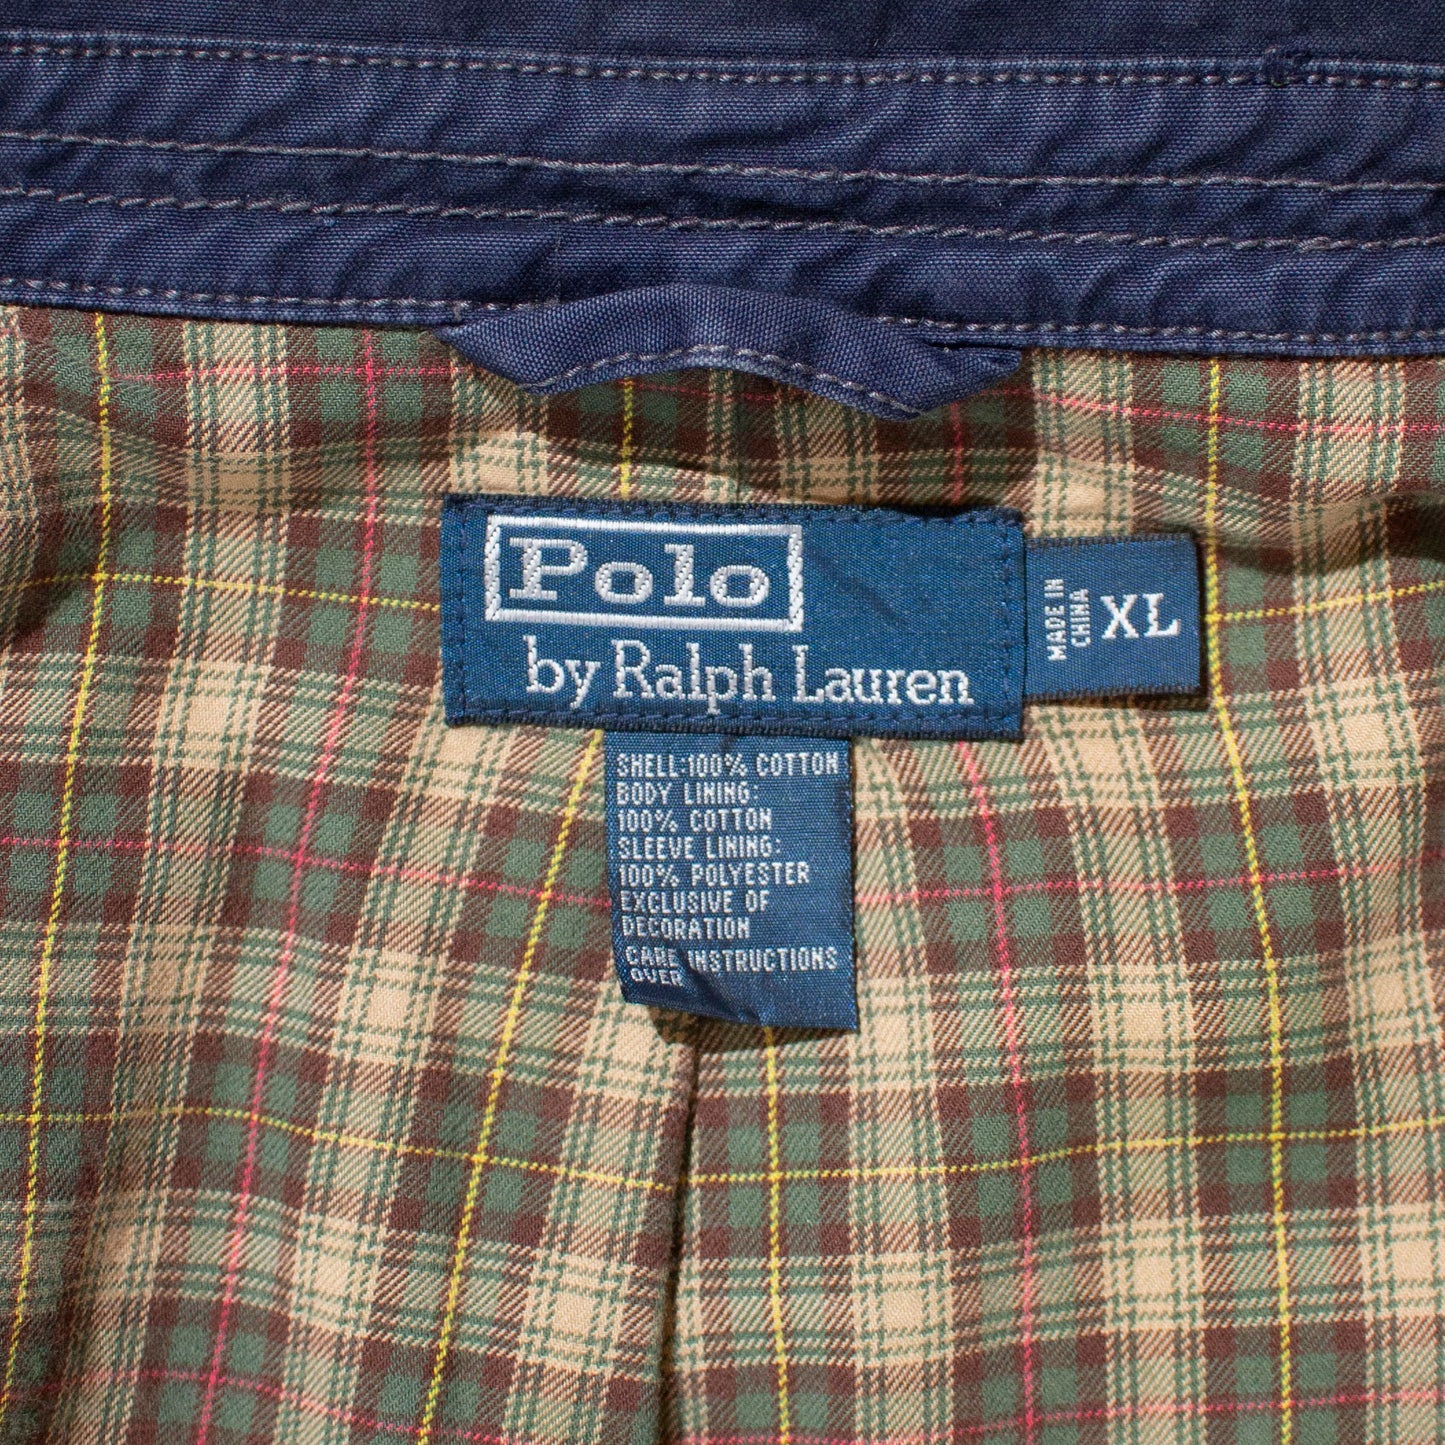 Polo
by Ralph Lauren
MADE IN
CHINA
XL
SHELL:100% COTTON
BODY LINING:
100% COTTON
SLEEVE LINING:
100% POLYESTER
EXCLUSIVE OF
DECORATION
CARE INSTRUCTIONS
OVER